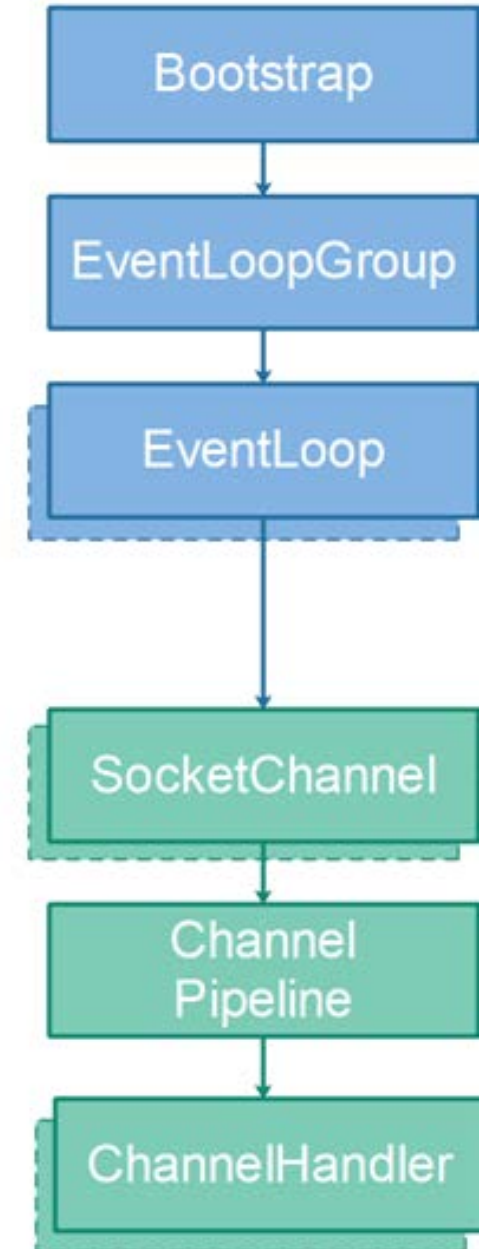 Bootstrap
EventLoopGroup
EventLoop
SocketChannel
Channel
Pipeline
ChannelHandler